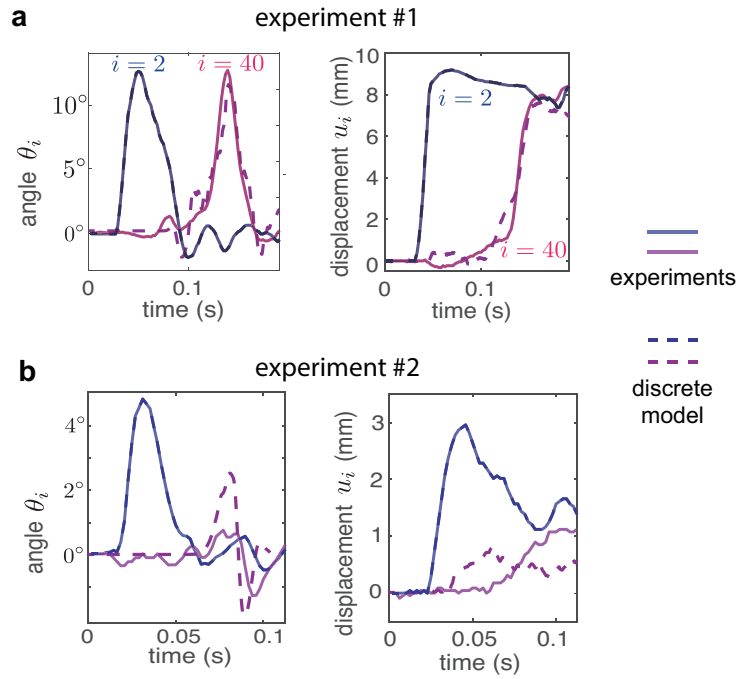 experiment #1
a
i = 2
i = 40
10°
5°
0°
angle θi
0
0.1
time (s)
10
8
6
4
2
0
displacement ui (mm)
i = 2
i = 40
0
0.1
time (s)
experiments
discrete
model
experiment #2
b
4°
2°
0°
angle θi
0
0.05
0.1
time (s)
3
2
1
0
displacement ui (mm)
0
0.05
0.1
time (s)